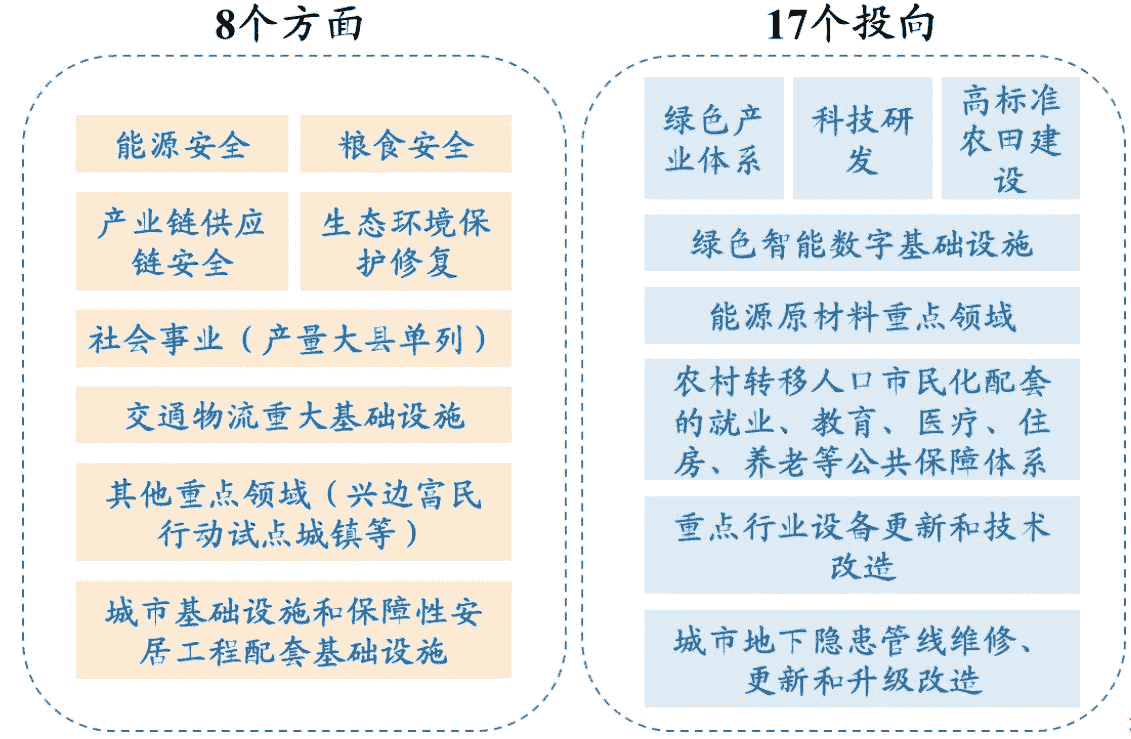 8个方面
能源安全
粮食安全
产业链供应
链安全
生态环境保
护修复
社会事业（产量大县单列）
交通物流重大基础设施
其他重点领域（兴边富民
行动试点城镇等）
城市基础设施和保障性安
居工程配套基础设施
17个投向
绿色产
业体系
科技研
发
高标准
农田建
设
绿色智能数字基础设施
能源原材料重点领域
农村转移人口市民化配套
的就业、教育、医疗、住
房、养老等公共保障体系
重点行业设备更新和技术
改造
城市地下隐患管线维修、
更新和升级改造